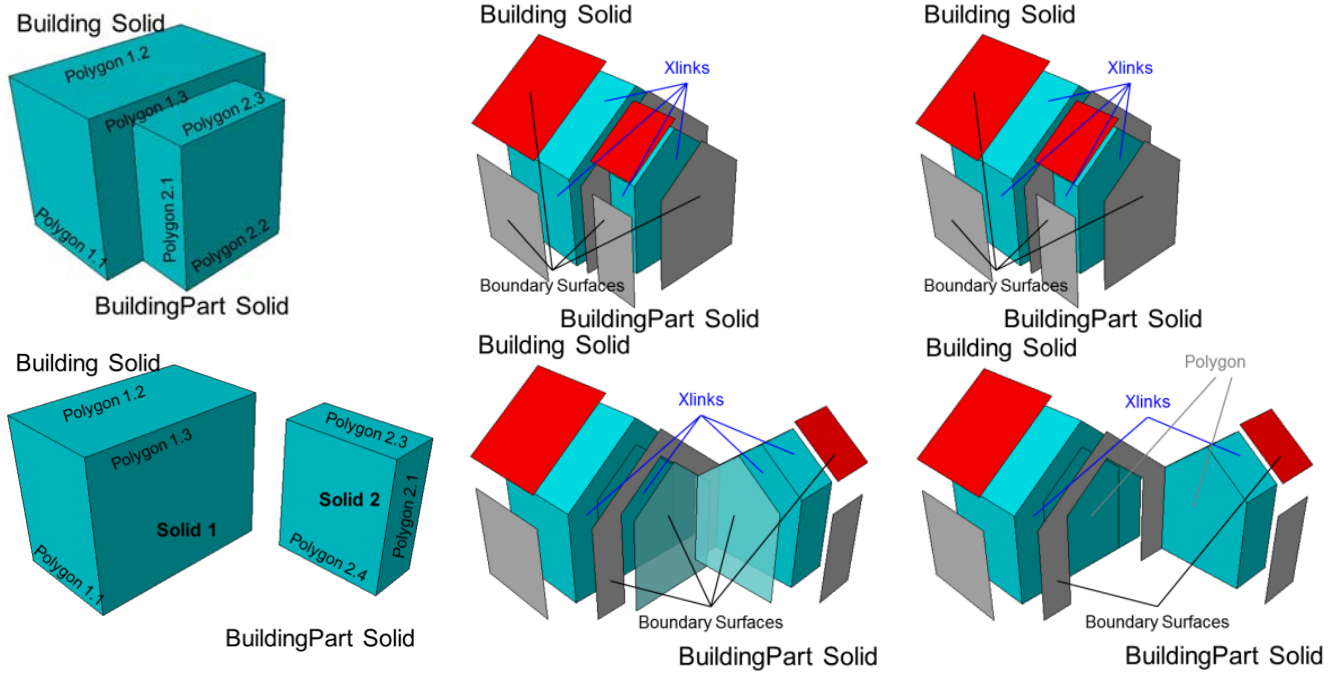 Building Solid
Polygon 1.2
Polygon 1.3
Polygon 2.3
Polygon 1.1
Polygon 2.1
Polygon 2.2
BuildingPart Solid
Building Solid
Xlinks
Boundary Surfaces
BuildingPart Solid
Building Solid
Xlinks
Boundary Surfaces
BuildingPart Solid
Building Solid
Polygon 1.2
Polygon 1.3
Polygon 2.3
Solid 1
Solid 2
Polygon 2.1
Polygon 1.1
Polygon 2.4
BuildingPart Solid
Building Solid
Xlinks
Boundary Surfaces
BuildingPart Solid
Building Solid
Polygon
Xlinks
Boundary Surfaces
BuildingPart Solid